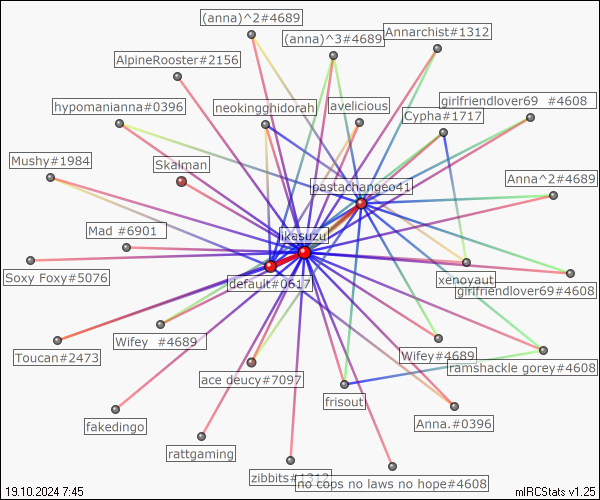 (anna)^2#4689
(anna)^3#4689
Annarchist#1312
AlpineRooster#2156
hypomanianna#0396
neokingghidorah
avelicious
girlfriendlover69 #4608
Cypha#1717
Mushy#1984
Skalman
pastachangeo41
Anna^2#4689
Mad #6901
likasuzu
Soxy Foxy#5076
default#0617
xenoyaut
girlfriendlover69#4608
Wifey #4689
Toucan#2473
Wifey#4689
ramshackle gorey#4608
ace deucy#7097
frisout
fakedingo
Anna.#0396
rattgaming
zibbits#1312
no cops no laws no hope#4608
19.10.2024 7:45
mIRCStats v1.25